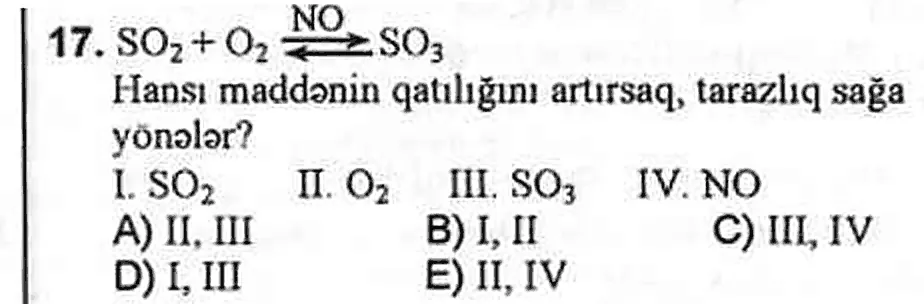 17. SO₂ + O₂ ⇌ SO₃ (NO)
Hansı maddənin qatılığını artırsaq, tarazlıq sağa
yönələr?
I. SO₂ II. O₂ III. SO₃ IV. NO
A) II, III B) I, II C) III, IV
D) I, III E) II, IV